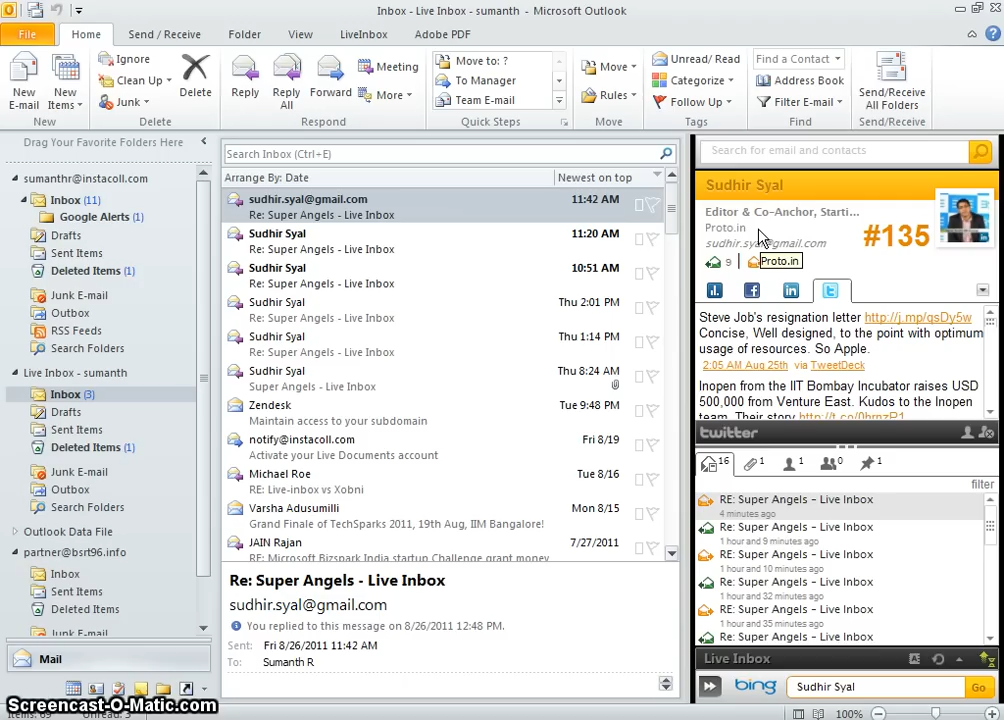 Inbox - Live Inbox - sumanth - Microsoft Outlook
File Home Send / Receive Folder View LiveInbox Adobe PDF
New E-mail
New Items
New
Ignore
Clean Up
Junk
Delete
Delete
Reply
Reply All
Forward
Meeting
More
Respond
Move to: ?
To Manager
Team E-mail
Quick Steps
Move
Rules
Move
Unread/ Read
Categorize
Follow Up
Tags
Find a Contact
Address Book
Filter E-mail
Find
Send/Receive All Folders
Send/Receive
Drag Your Favorite Folders Here
sumanthr@instacoll.com
Inbox (11)
Google Alerts (1)
Drafts
Sent Items
Deleted Items (1)
Junk E-mail
Outbox
RSS Feeds
Search Folders
Live Inbox - sumanth
Inbox (3)
Drafts
Sent Items
Deleted Items (1)
Junk E-mail
Outbox
Search Folders
Outlook Data File
partner@bsrt96.info
Inbox
Sent Items
Deleted Items
Junk E-mail
Mail
Search Inbox (Ctrl+E)
Arrange By: Date Newest on top
sudhir.syal@gmail.com 11:42 AM
Re: Super Angels - Live Inbox
Sudhir Syal 11:20 AM
Re: Super Angels - Live Inbox
Sudhir Syal 10:51 AM
Re: Super Angels - Live Inbox
Sudhir Syal Thu 2:01 PM
Re: Super Angels - Live Inbox
Sudhir Syal Thu 1:14 PM
Re: Super Angels - Live Inbox
Sudhir Syal Thu 8:24 AM
Super Angels - Live Inbox
Zendesk Tue 9:48 PM
Maintain access to your subdomain
notify@instacoll.com Fri 8/19
Activate your Live Documents account
Michael Roe Tue 8/16
RE: Live-inbox vs Xobni
Varsha Adusumilli Mon 8/15
Grand Finale of TechSparks 2011, 19th Aug, IIM Bangalore!
JAIN Rajan 7/27/2011
RE: Microsoft Bizspark India startup Challenge grant money
Re: Super Angels - Live Inbox
sudhir.syal@gmail.com
You replied to this message on 8/26/2011 12:48 PM.
Sent: Fri 8/26/2011 11:42 AM
To: Sumanth R
Search for email and contacts
Sudhir Syal
Editor & Co-Anchor, Starti...
Proto.in
sudhir.syal@gmail.com
#135
9
Proto.in
Steve Job's resignation letter http://j.mp/qsDy5w
Concise, Well designed, to the point with optimum
usage of resources. So Apple.
2:05 AM Aug 25th via TweetDeck
Inopen from the IIT Bombay Incubator raises USD
500,000 from Venture East. Kudos to the Inopen
team. Their story
twitter
16 1 1 0 1
filter
RE: Super Angels - Live Inbox
4 minutes ago
Re: Super Angels - Live Inbox
1 hour and 9 minutes ago
RE: Super Angels - Live Inbox
1 hour and 10 minutes ago
Re: Super Angels - Live Inbox
1 hour and 32 minutes ago
RE: Super Angels - Live Inbox
1 hour and 35 minutes ago
Re: Super Angels - Live Inbox
Live Inbox
bing Sudhir Syal Go
Screencast-O-Matic.com
100%